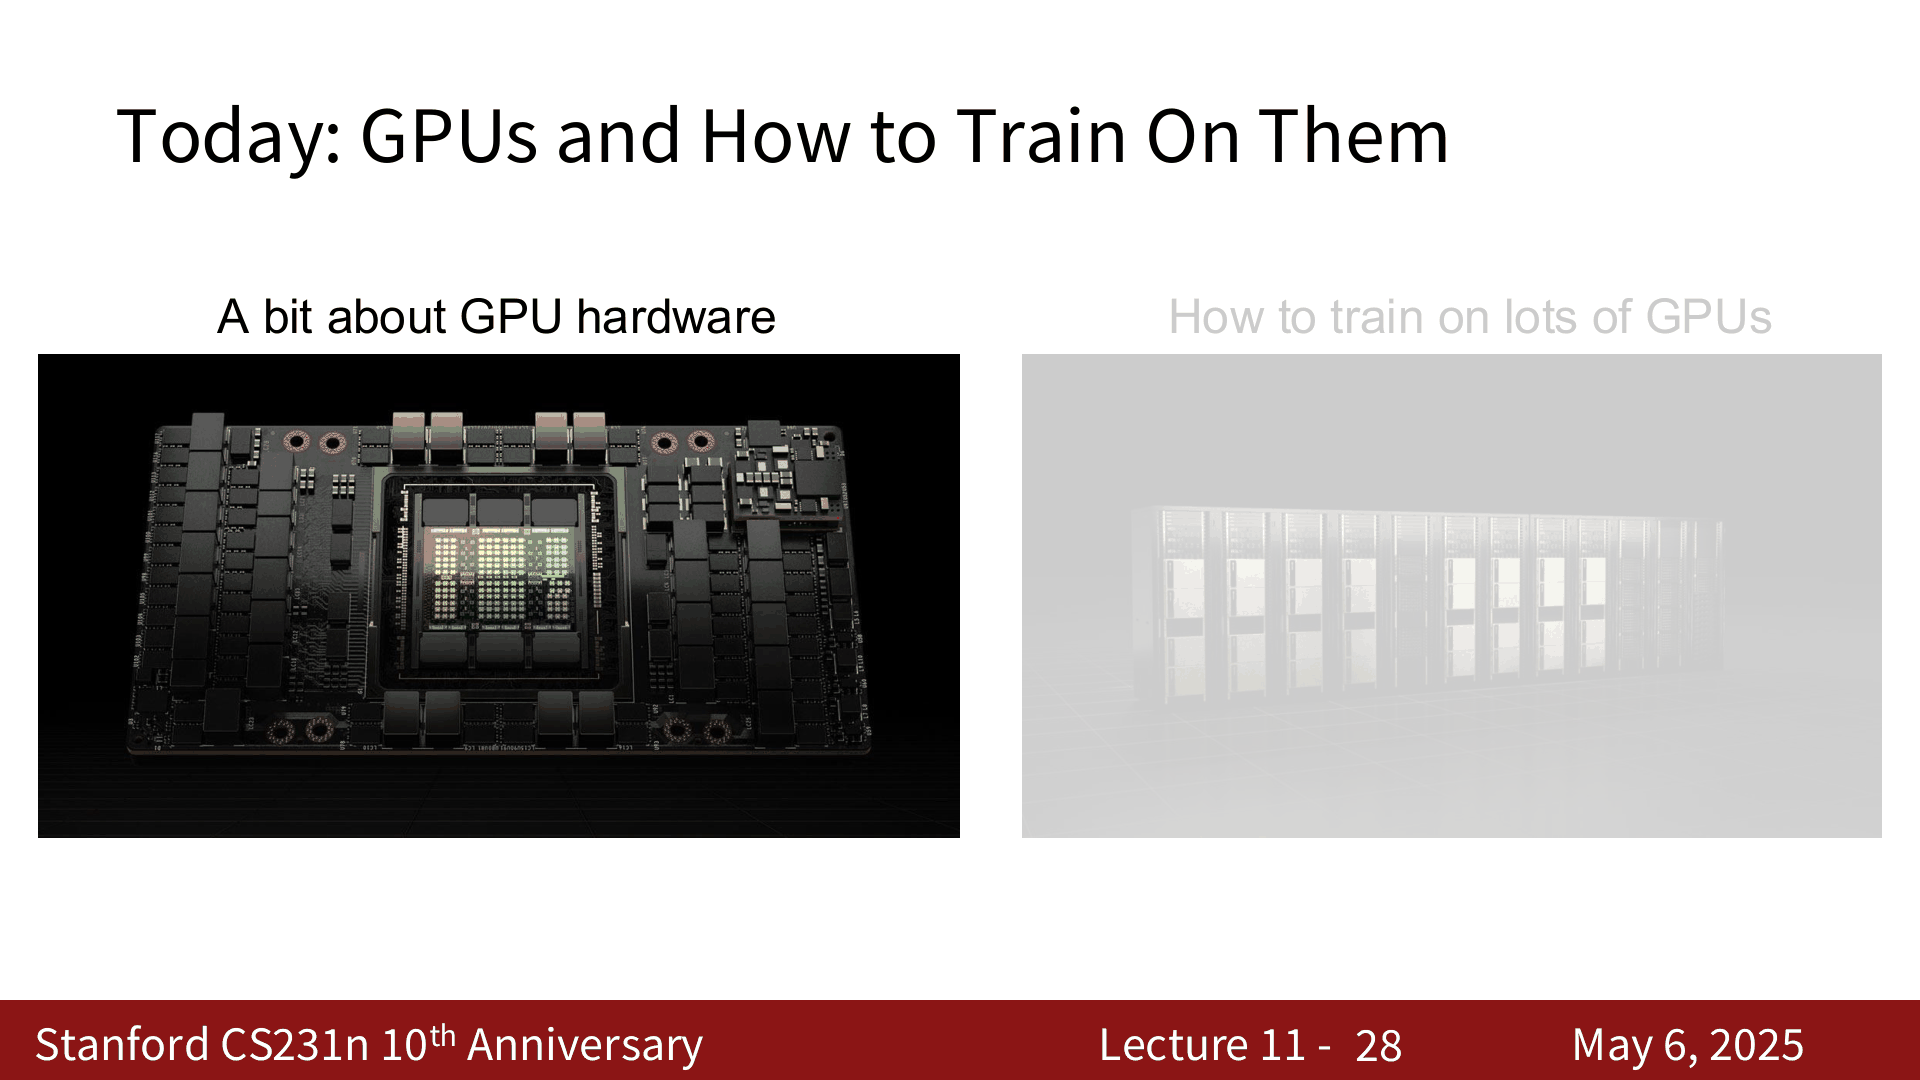 Today: GPUs and How to Train On Them
A bit about GPU hardware
How to train on lots of GPUs
Stanford CS231n 10th Anniversary
Lecture 11 - 28
May 6, 2025